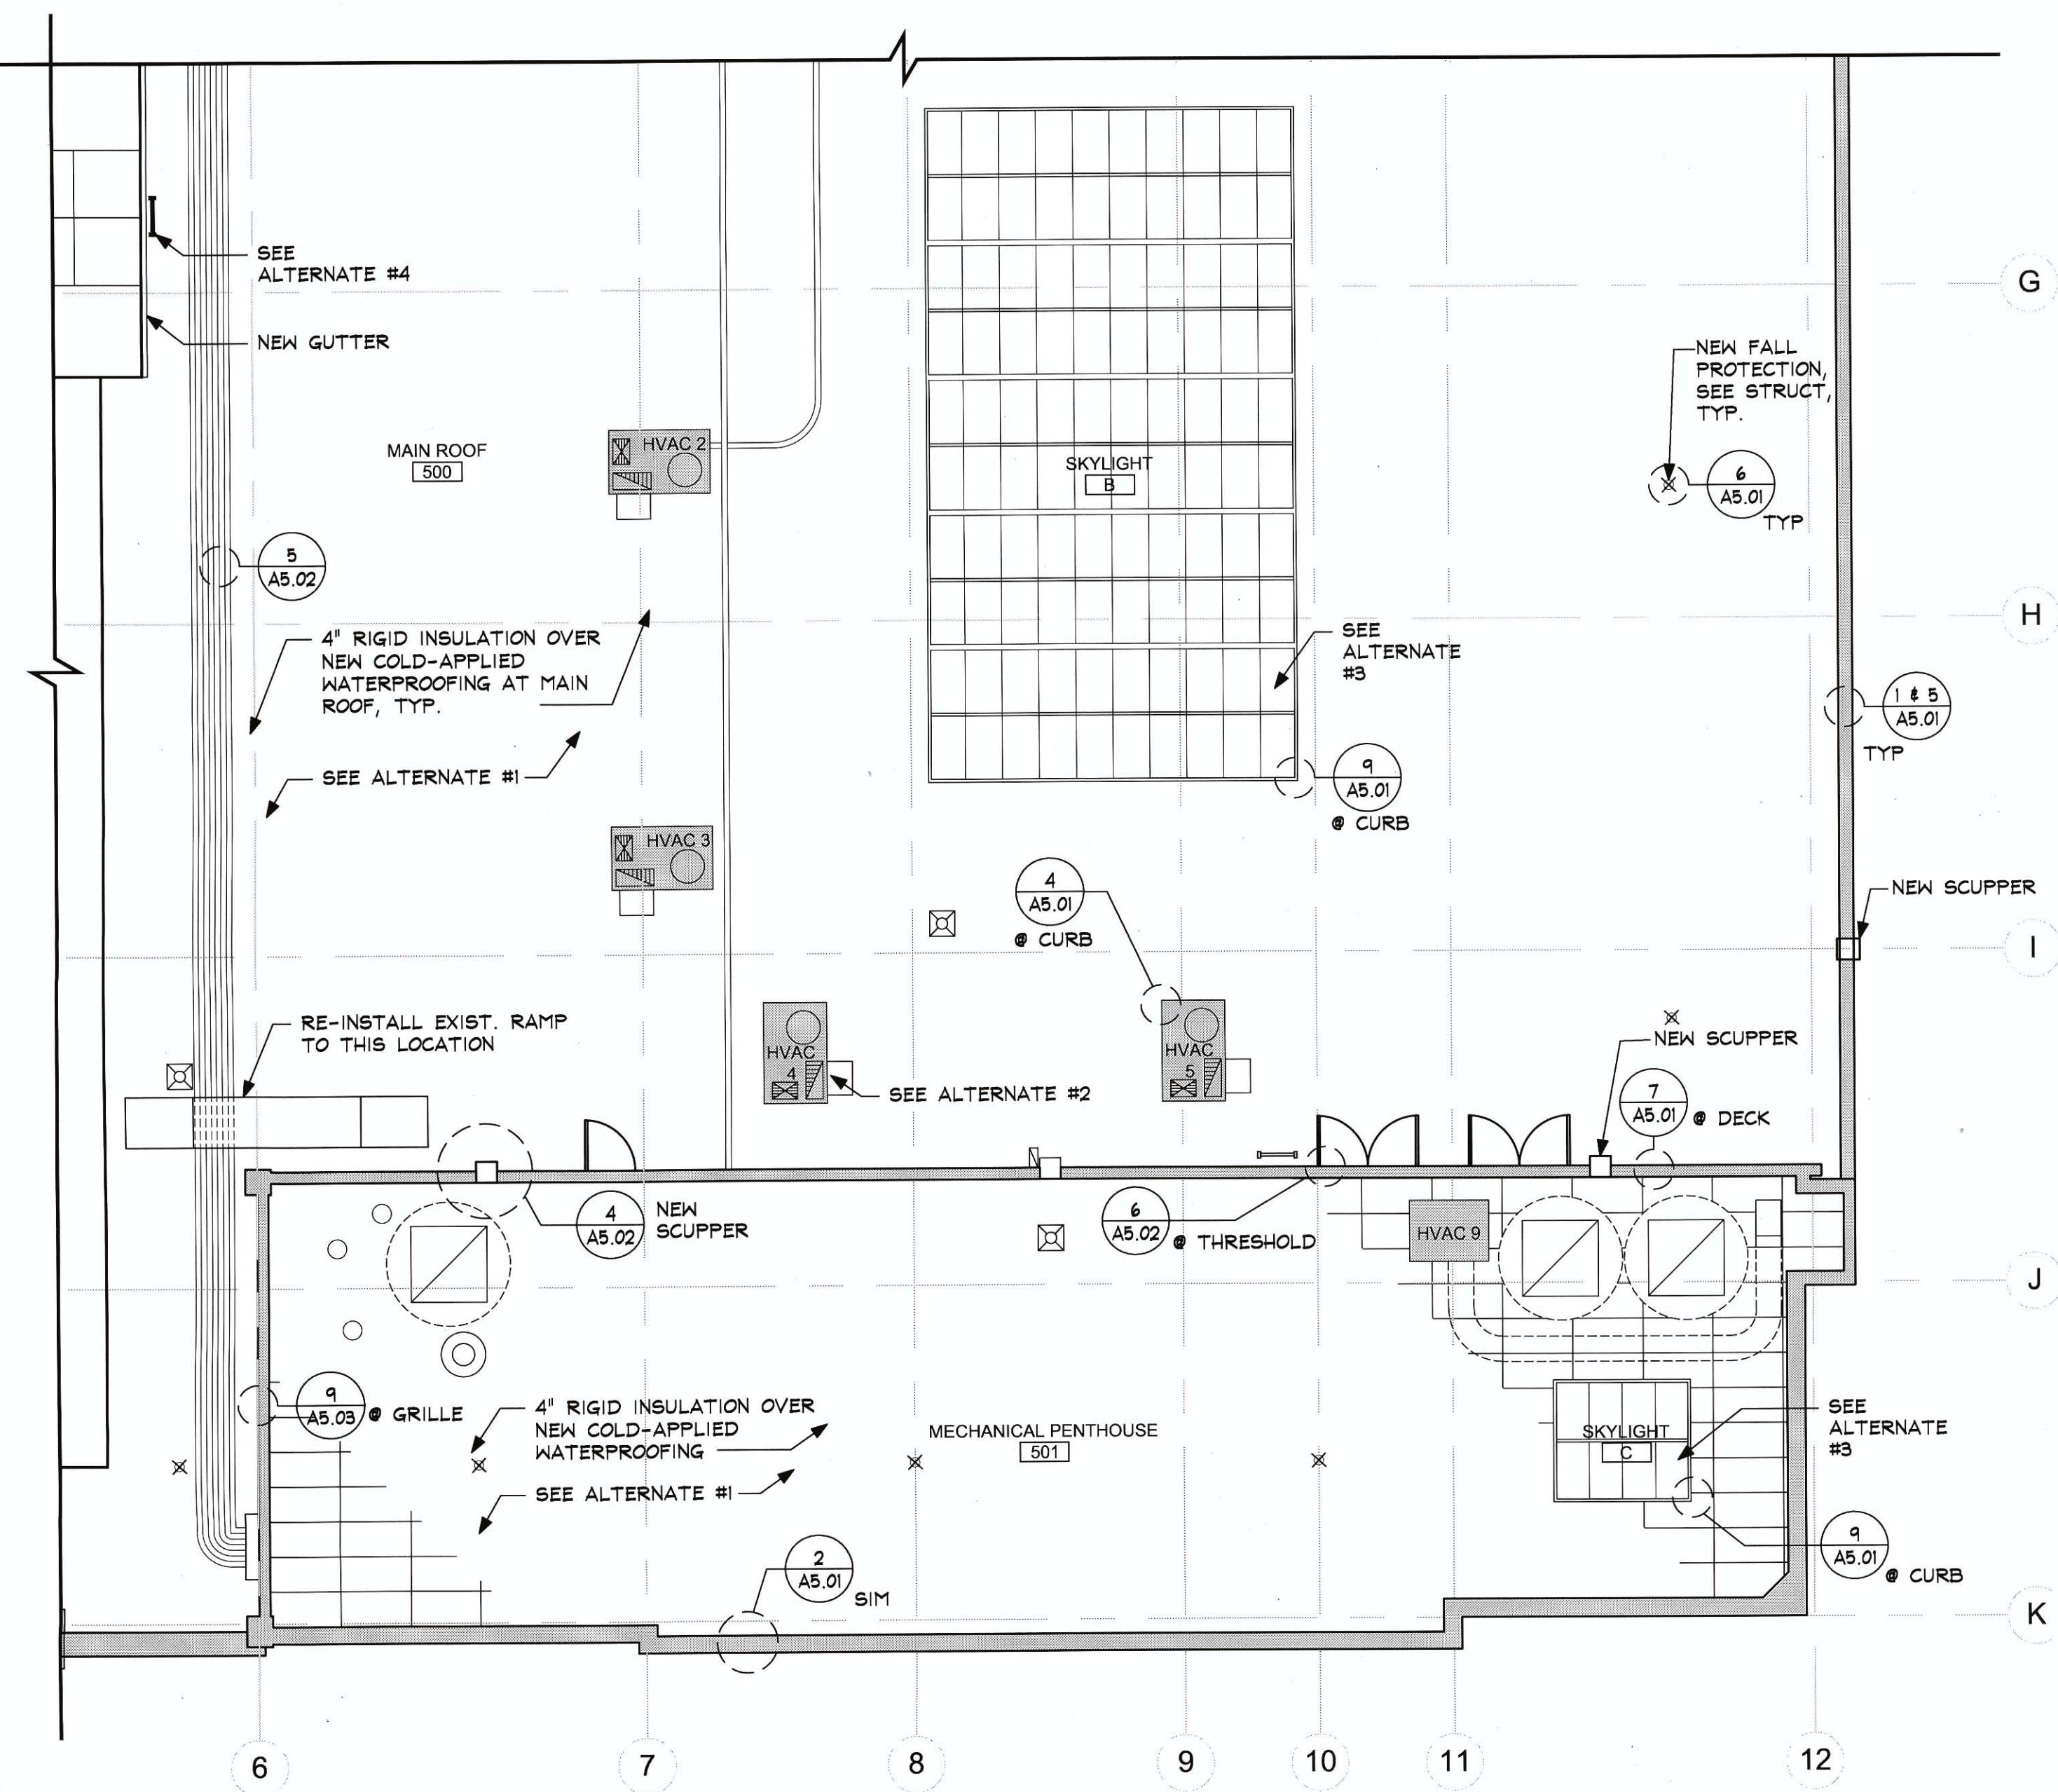 SEE
ALTERNATE #4
G
NEW GUTTER
NEW FALL
PROTECTION,
SEE STRUCT,
TYP.
MAIN ROOF
500
HVAC 2
SKYLIGHT
B
6
A5.01
TYP
5
A5.02
H
4" RIGID INSULATION OVER
NEW COLD-APPLIED
WATERPROOFING AT MAIN
ROOF, TYP.
SEE
ALTERNATE
#3
1 & 5
A5.01
TYP
SEE ALTERNATE #1
9
A5.01
@ CURB
HVAC 3
4
A5.01
@ CURB
NEW SCUPPER
I
RE-INSTALL EXIST. RAMP
TO THIS LOCATION
HVAC
4
HVAC
5
NEW SCUPPER
SEE ALTERNATE #2
7
A5.01
@ DECK
4
A5.02
NEW
SCUPPER
6
A5.02
@ THRESHOLD
HVAC 9
J
9
A5.03
@ GRILLE
4" RIGID INSULATION OVER
NEW COLD-APPLIED
WATERPROOFING
MECHANICAL PENTHOUSE
501
SKYLIGHT
C
SEE
ALTERNATE
#3
SEE ALTERNATE #1
2
A5.01
SIM
9
A5.01
@ CURB
K
6
7
8
9
10
11
12